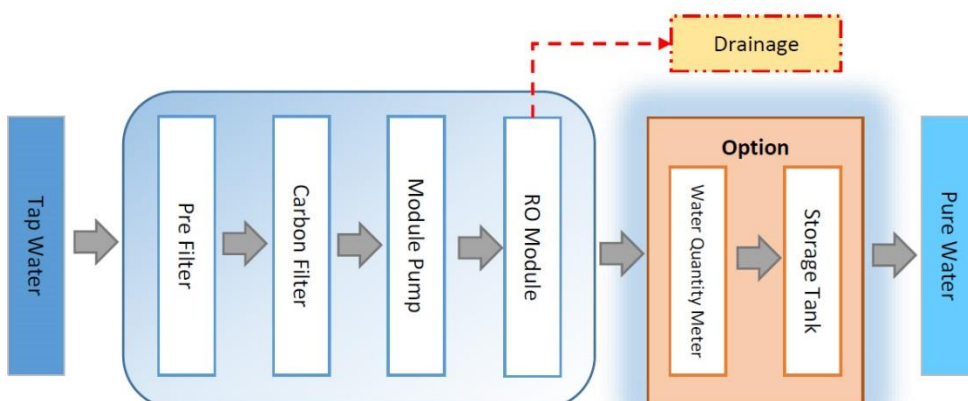 Drainage
Tap Water
Pre Filter
Carbon Filter
Module Pump
RO Module
Option
Water Quantity Meter
Storage Tank
Pure Water